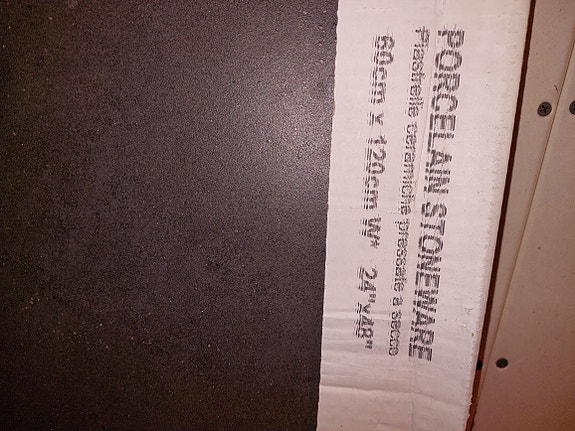 PORCELAIN STONEWARE
Piastrelle ceramiche pressate a secco
60cm x 120cm W* 24"x48"